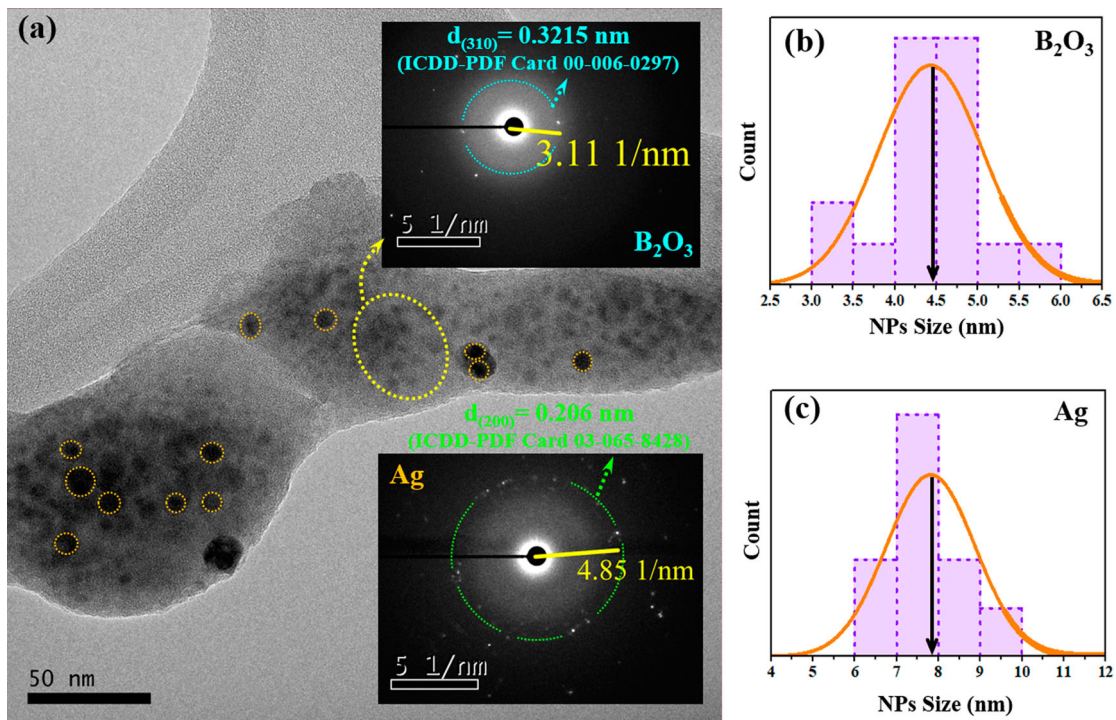 (a)
d(310)= 0.3215 nm
(ICDD-PDF Card 00-006-0297)
3.11 1/nm
5 1/nm
B₂O₃
d(200)= 0.206 nm
(ICDD-PDF Card 03-065-8428)
Ag
4.85 1/nm
5 1/nm
50 nm
(b)
B₂O₃
Count
2.5 3.0 3.5 4.0 4.5 5.0 5.5 6.0 6.5
NPs Size (nm)
(c)
Ag
Count
4 5 6 7 8 9 10 11 12
NPs Size (nm)